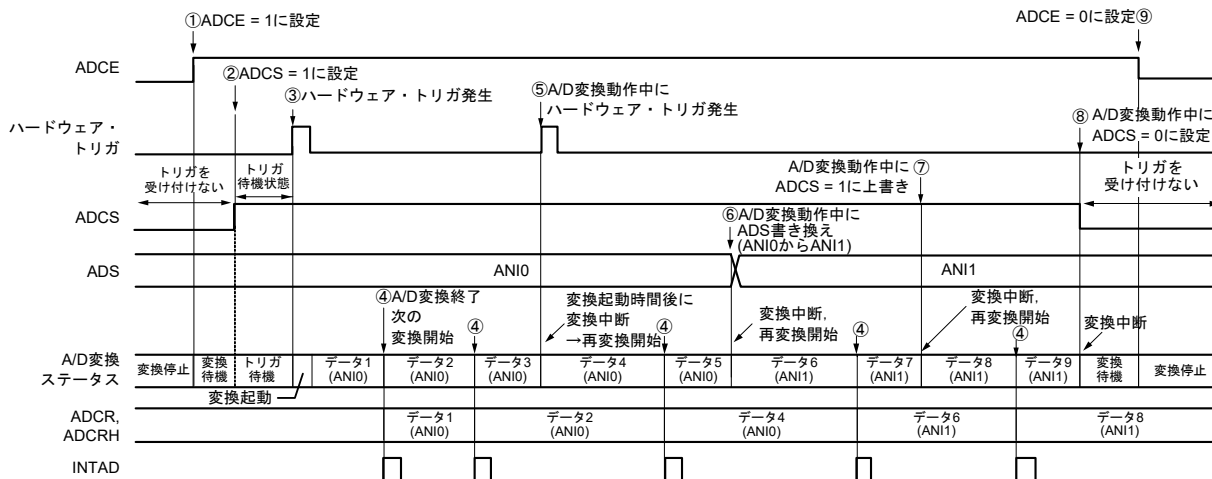 ①ADCE = 1に設定
ADCE = 0に設定⑨
ADCE
②ADCS = 1に設定
③ハードウェア・トリガ発生
⑤A/D変換動作中に
ハードウェア・トリガ発生
⑧ A/D変換動作中に
ADCS = 0に設定
ハードウェア・
トリガ
トリガを
受け付けない
トリガ
待機状態
A/D変換動作中に ⑦
ADCS = 1に上書き
トリガを
受け付けない
ADCS
⑥A/D変換動作中に
ADS書き換え
(ANI0からANI1)
ADS
ANI0
ANI1
④A/D変換終了
次の
変換開始
④
変換起動時間後に
変換中断
→再変換開始
④
変換中断,
再変換開始
④
変換中断,
再変換開始
④
変換中断
A/D変換
ステータス
変換停止
変換
待機
トリガ
待機
変換起動
データ1
(ANI0)
データ2
(ANI0)
データ3
(ANI0)
データ4
(ANI0)
データ5
(ANI0)
データ6
(ANI1)
データ7
(ANI1)
データ8
(ANI1)
データ9
(ANI1)
変換
待機
変換停止
ADCR,
ADCRH
データ1
(ANI0)
データ2
(ANI0)
データ4
(ANI0)
データ6
(ANI1)
データ8
(ANI1)
INTAD